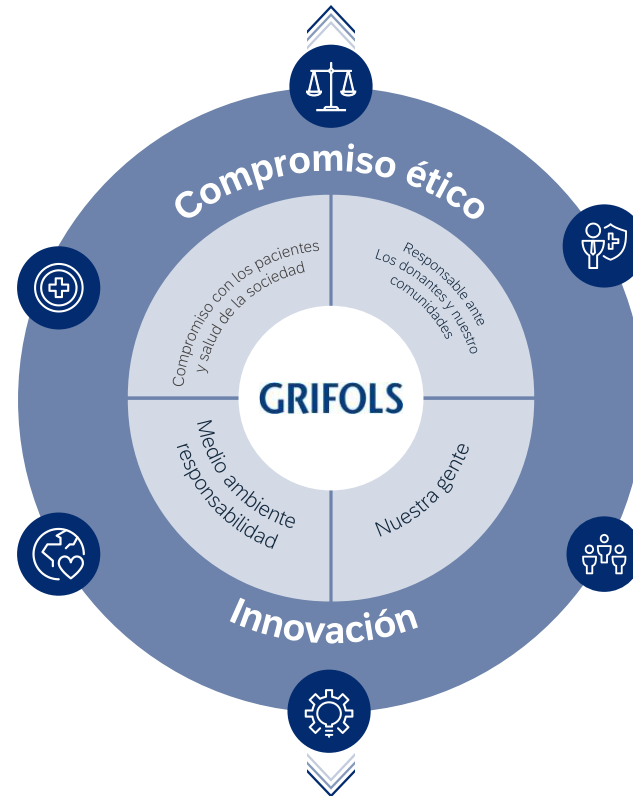 Compromiso ético
Compromiso con los pacientes
y salud de la sociedad
Responsable ante
Los donantes y nuestro
comunidades
GRIFOLS
Medio ambiente
responsabilidad
Nuestra gente
Innovación